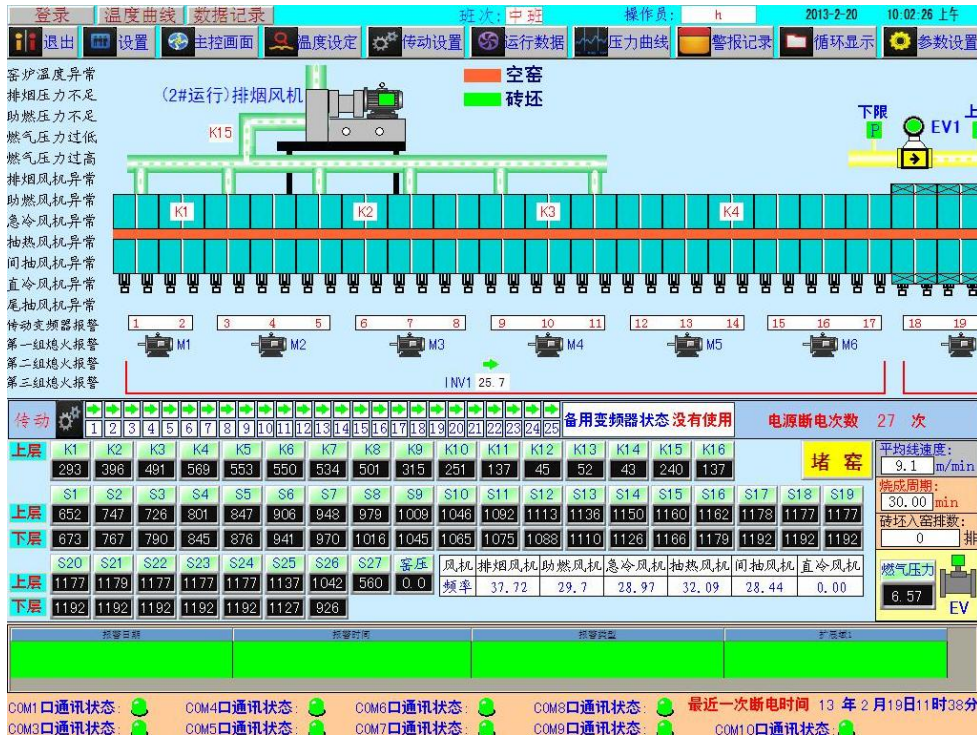 登录 温度曲线 数据记录 班次: 中班 操作员: h 2013-2-20 10:02:26 上午
退出 设置 主控画面 温度设定 传动设置 运行数据 压力曲线 警报记录 循环显示 参数设置
窑炉温度异常
排烟压力不足
助燃压力不足
燃气压力过低
燃气压力过高
排烟风机异常
助燃风机异常
急冷风机异常
抽热风机异常
间抽风机异常
直冷风机异常
尾抽风机异常
传动变频器报警
第一组熄火报警
第二组熄火报警
第三组熄火报警
空窑
砖坯
(2#运行)排烟风机
K15
下限 上
P EV1
K1 K2 K3 K4
1 2 3 4 5 6 7 8 9 10 11 12 13 14 15 16 17 18 19
M1 M2 M3 M4 M5 M6
INV1 25.7
传动 1 2 3 4 5 6 7 8 9 10 11 12 13 14 15 16 17 18 19 20 21 22 23 24 25 备用变频器状态 没有使用 电源断电次数 27 次
上层 K1 K2 K3 K4 K5 K6 K7 K8 K9 K10 K11 K12 K13 K14 K15 K16
293 396 491 569 553 550 534 501 315 251 137 45 52 43 240 137
堵窑
平均线速度:
9.1 m/min
S1 S2 S3 S4 S5 S6 S7 S8 S9 S10 S11 S12 S13 S14 S15 S16 S17 S18 S19
上层 652 747 726 801 847 906 948 979 1009 1046 1092 1113 1136 1150 1160 1162 1178 1177 1177
下层 673 767 790 845 876 941 970 1016 1045 1065 1075 1088 1110 1126 1166 1179 1192 1192 1192
烧成周期:
30.00 min
砖坯入窑排数:
0 排
S20 S21 S22 S23 S24 S25 S26 S27 窑压
上层 1177 1179 1177 1177 1177 1137 1042 560 0.0
下层 1192 1192 1192 1192 1192 1127 926
风机 排烟风机 助燃风机 急冷风机 抽热风机 间抽风机 直冷风机
频率 37.72 29.7 28.97 32.09 28.44 0.00
燃气压力
6.57
EV
报警日期 报警时间 报警类型 扩展域1
COM1口通讯状态: COM4口通讯状态: COM6口通讯状态: COM8口通讯状态: 最近一次断电时间 13 年 2 月19日11时38分
COM3口通讯状态: COM5口通讯状态: COM7口通讯状态: COM9口通讯状态: COM10口通讯状态: